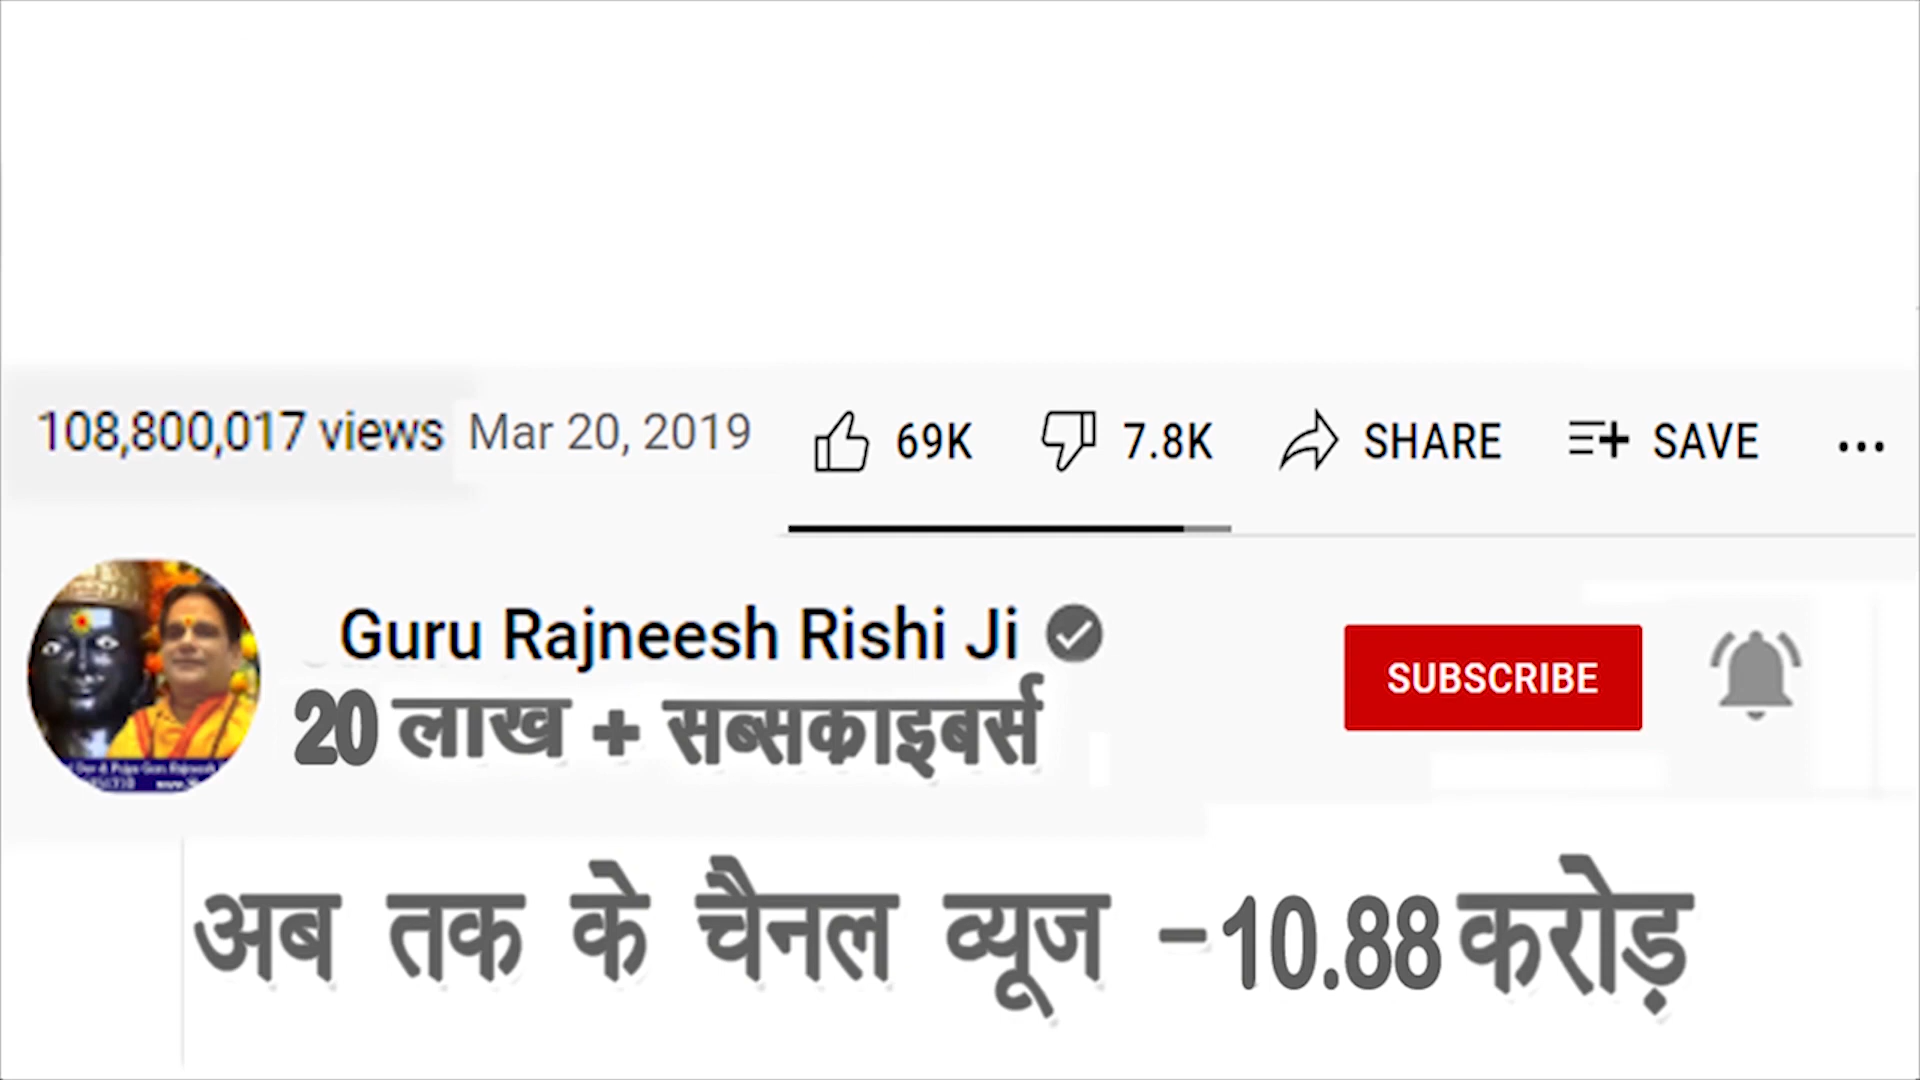 108,800,017 views Mar 20, 2019 69K 7.8K SHARE SAVE ...
Guru Rajneesh Rishi Ji
SUBSCRIBE
20 लाख + सब्सकाइबर्स
अब तक के चैनल व्यूज -10.88 करोड़